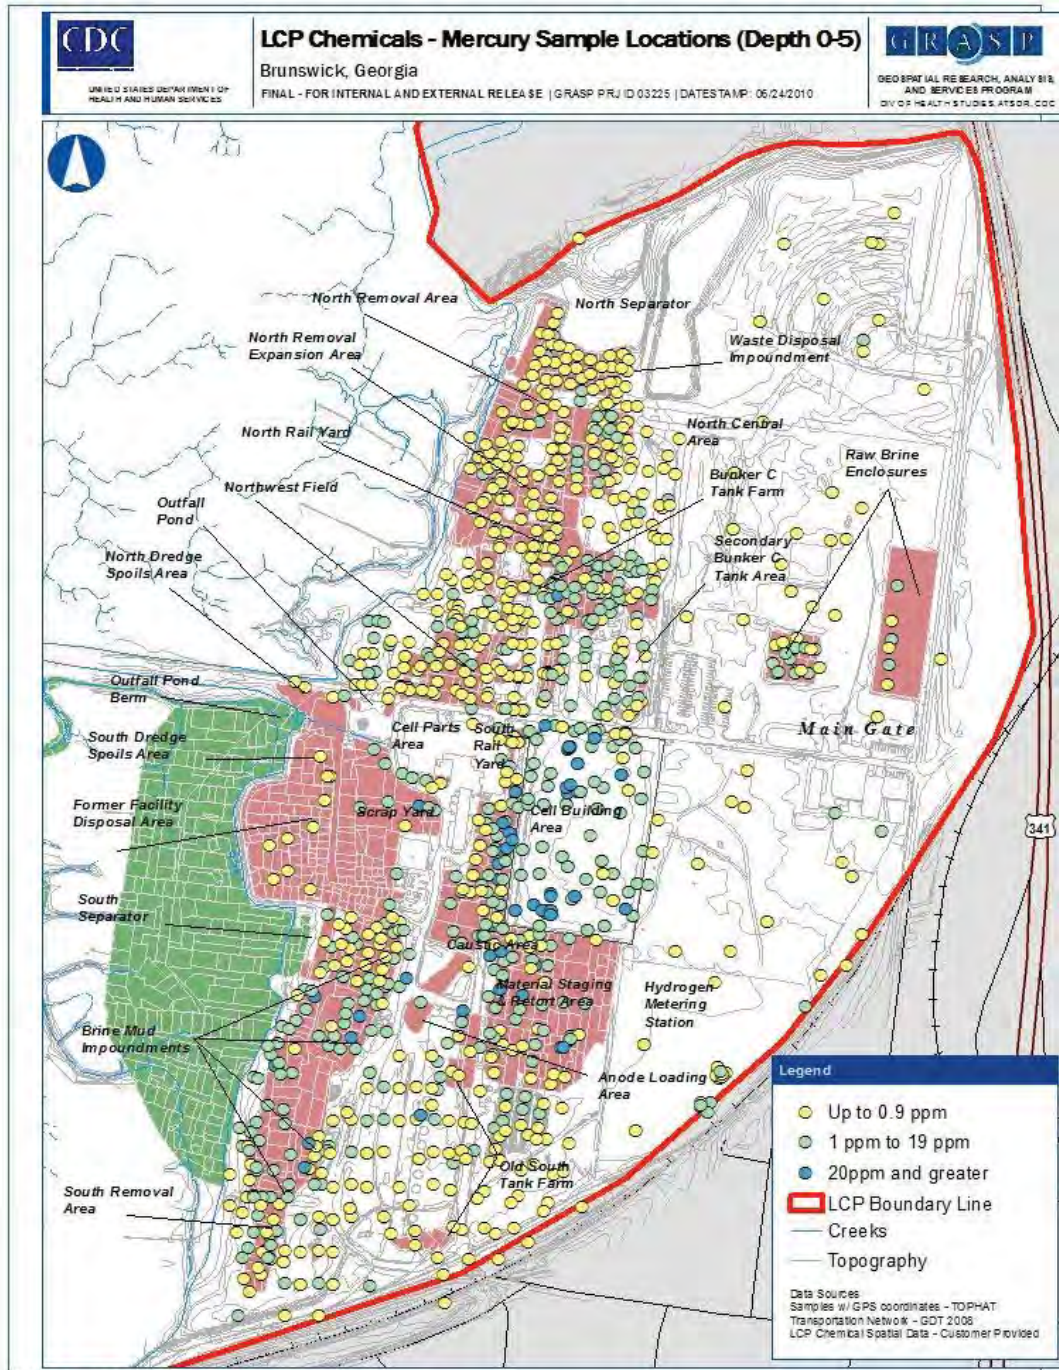 CDC
UNITED STATES DEPARTMENT OF
HEALTH AND HUMAN SERVICES
LCP Chemicals - Mercury Sample Locations (Depth 0-5)
Brunswick, Georgia
FINAL - FOR INTERNAL AND EXTERNAL RELEASE | GRASP PRJ ID 03225 | DATESTAMP: 06/24/2010
GRASP
GEOSPATIAL RESEARCH, ANALYSIS,
AND SERVICES PROGRAM
DIV OF HEALTH STUDIES, ATSDR, CDC
North Removal Area
North Separator
North Removal
Expansion Area
Waste Disposal
Impoundment
North Rail Yard
North Central
Area
Raw Brine
Enclosures
Northwest Field
Bunker C
Tank Farm
Outfall
Pond
North Dredge
Spoils Area
Secondary
Bunker C
Tank Area
Outfall Pond
Berm
Cell Parts
Area
South
Rail
Yard
Main Gate
South Dredge
Spoils Area
Former Facility
Disposal Area
Scrap Yard
Cell Building
Area
341
South
Separator
Caustic Area
Material Staging
& Retort Area
Hydrogen
Metering
Station
Brine Mud
Impoundments
Anode Loading
Area
Old South
Tank Farm
South Removal
Area
Legend
Up to 0.9 ppm
1 ppm to 19 ppm
20ppm and greater
LCP Boundary Line
Creeks
Topography
Data Sources
Samples w/ GPS coordinates - TOPHAT
Transportation Network - GDT 2008
LCP Chemical Spatial Data - Customer Provided